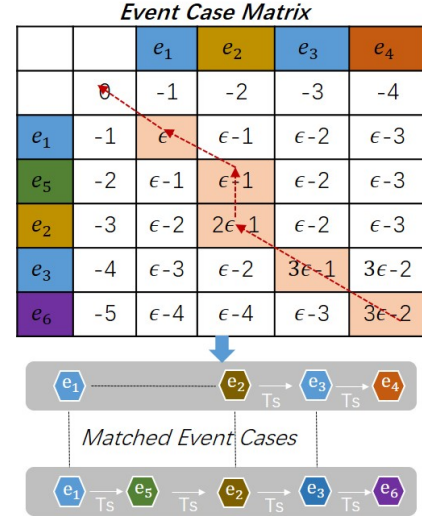 Event Case Matrix
e₁ e₂ e₃ e₄
0 -1 -2 -3 -4
e₁ -1 ϵ ϵ-1 ϵ-2 ϵ-3
e₅ -2 ϵ-1 ϵ-1 ϵ-2 ϵ-3
e₂ -3 ϵ-2 2ϵ-1 ϵ-2 ϵ-3
e₃ -4 ϵ-3 ϵ-2 3ϵ-1 3ϵ-2
e₆ -5 ϵ-4 ϵ-4 ϵ-3 3ϵ-2
e₁ e₂ Ts e₃ Ts e₄
Matched Event Cases
e₁ Ts e₅ Ts e₂ Ts e₃ Ts e₆